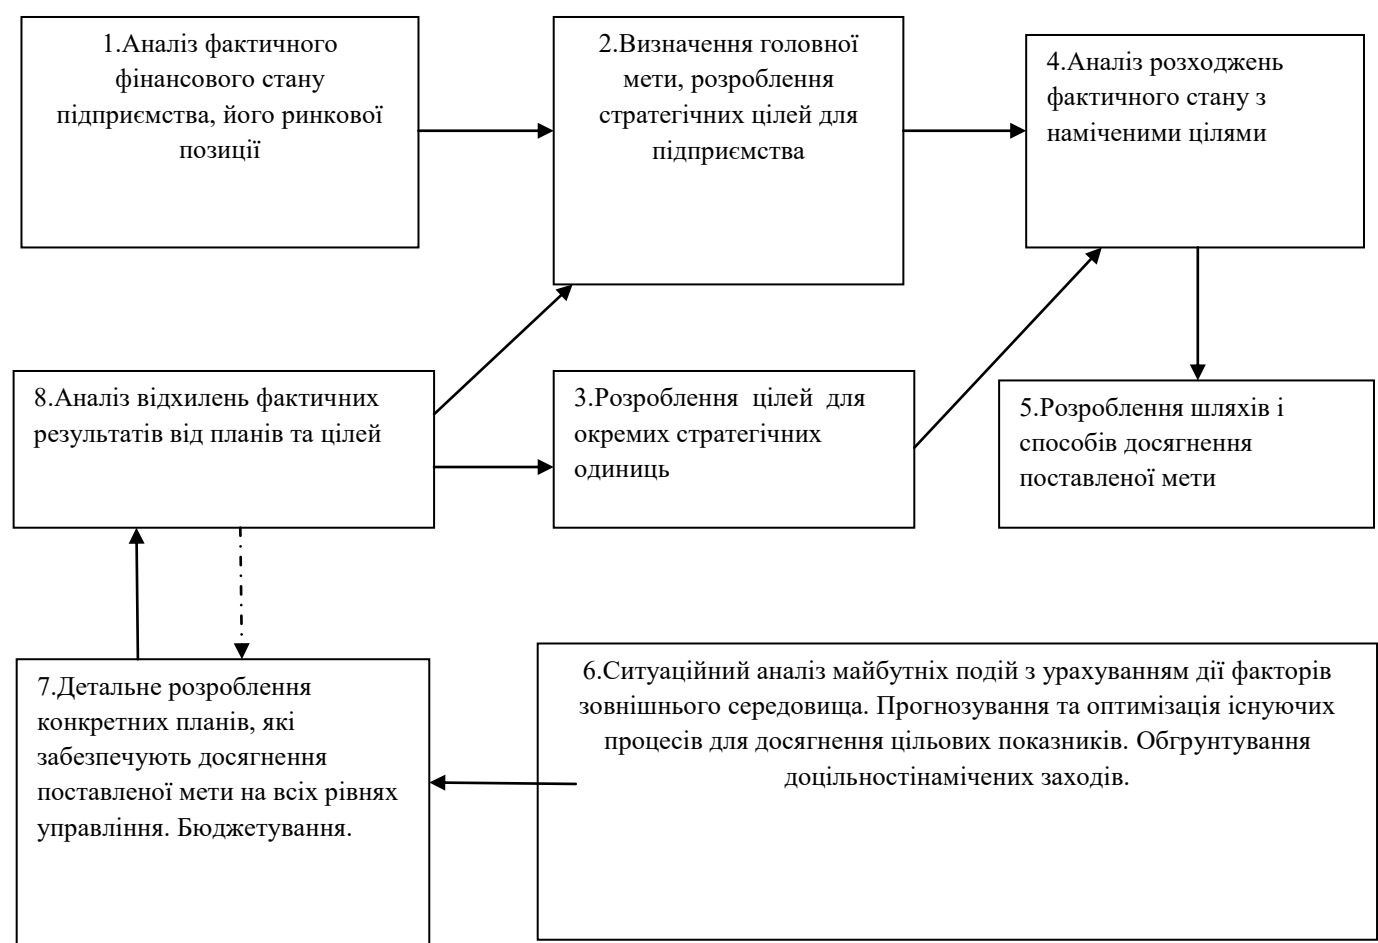 1.Аналіз фактичного
фінансового стану
підприємства, його ринкової
позиції
2.Визначення головної
мети, розроблення
стратегічних цілей для
підприємства
4.Аналіз розходжень
фактичного стану з
наміченими цілями
8.Аналіз відхилень фактичних
результатів від планів та цілей
3.Розроблення цілей для
окремих стратегічних
одиниць
5.Розроблення шляхів і
способів досягнення
поставленої мети
7.Детальне розроблення
конкретних планів, які
забезпечують досягнення
поставленої мети на всіх рівнях
управління. Бюджетування.
6.Ситуаційний аналіз майбутніх подій з урахуванням дії факторів
зовнішнього середовища. Прогнозування та оптимізація існуючих
процесів для досягнення цільових показників. Обгрунтування
доцільностінамічених заходів.